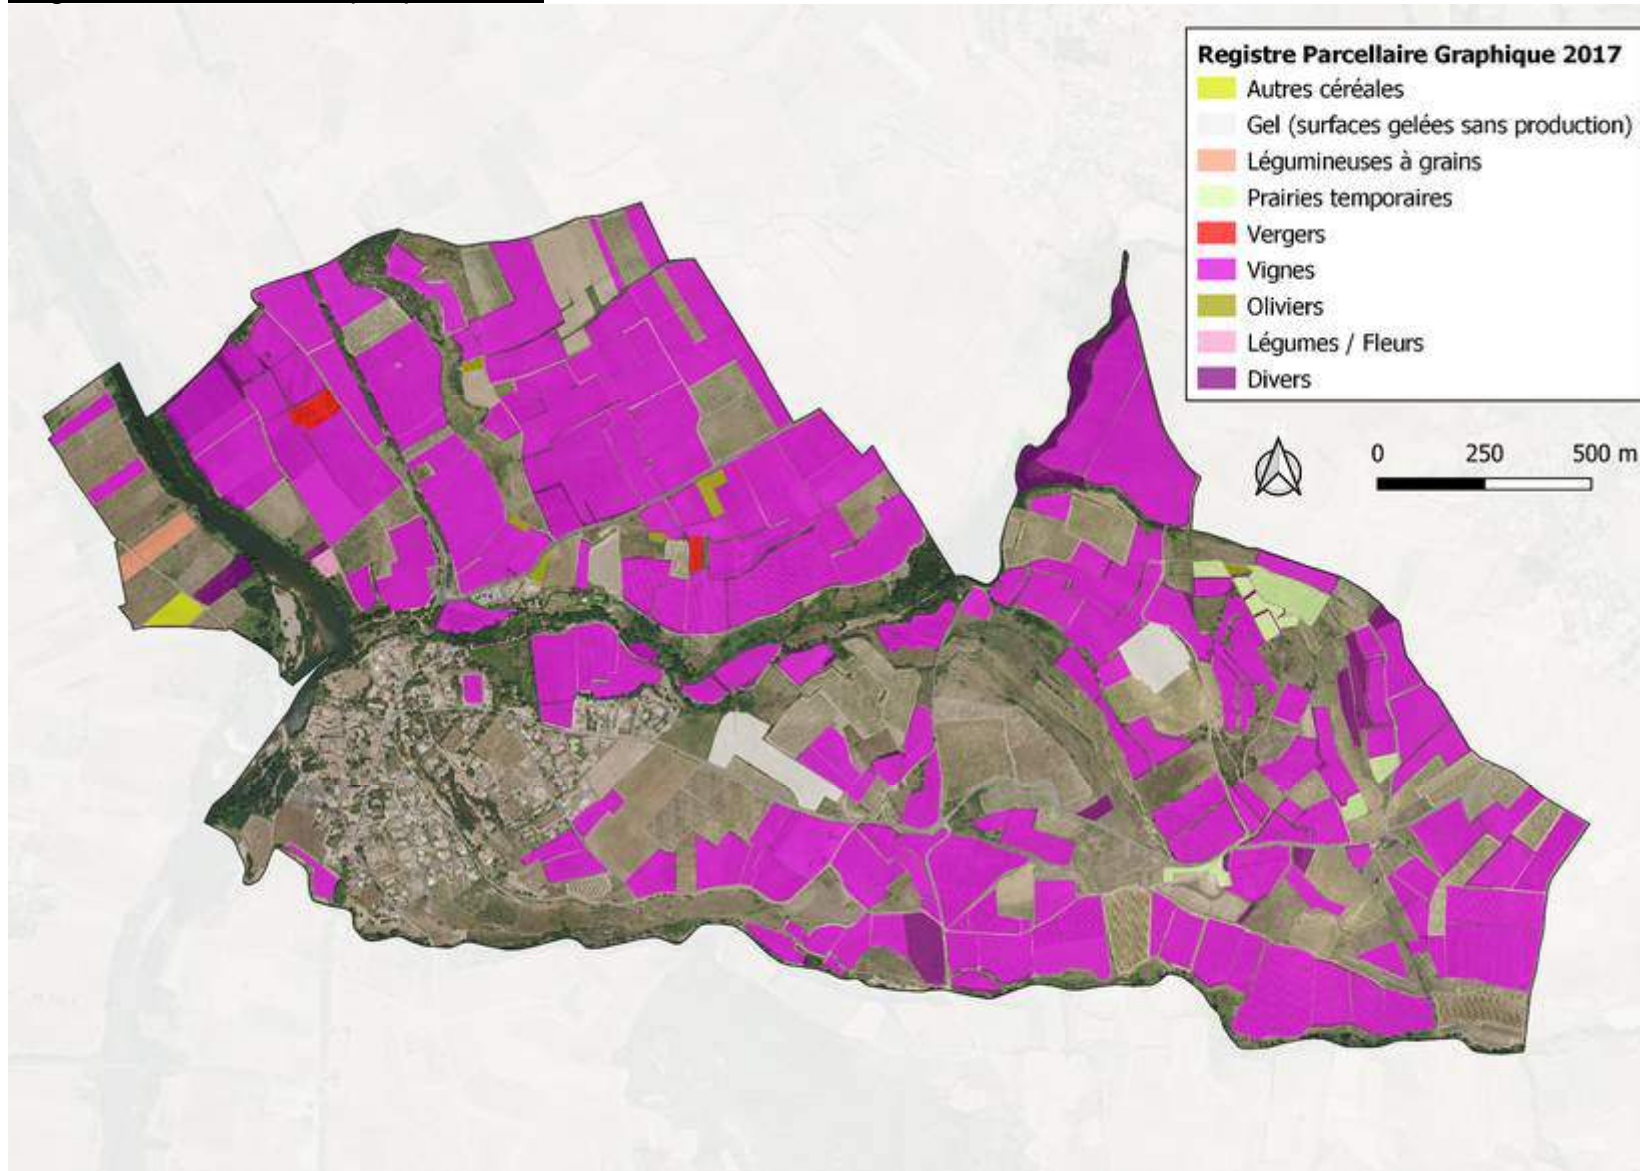 Registre Parcellaire Graphique 2017
Autres céréales
Gel (surfaces gelées sans production)
Légumineuses à grains
Prairies temporaires
Vergers
Vignes
Oliviers
Légumes / Fleurs
Divers
0 250 500 m